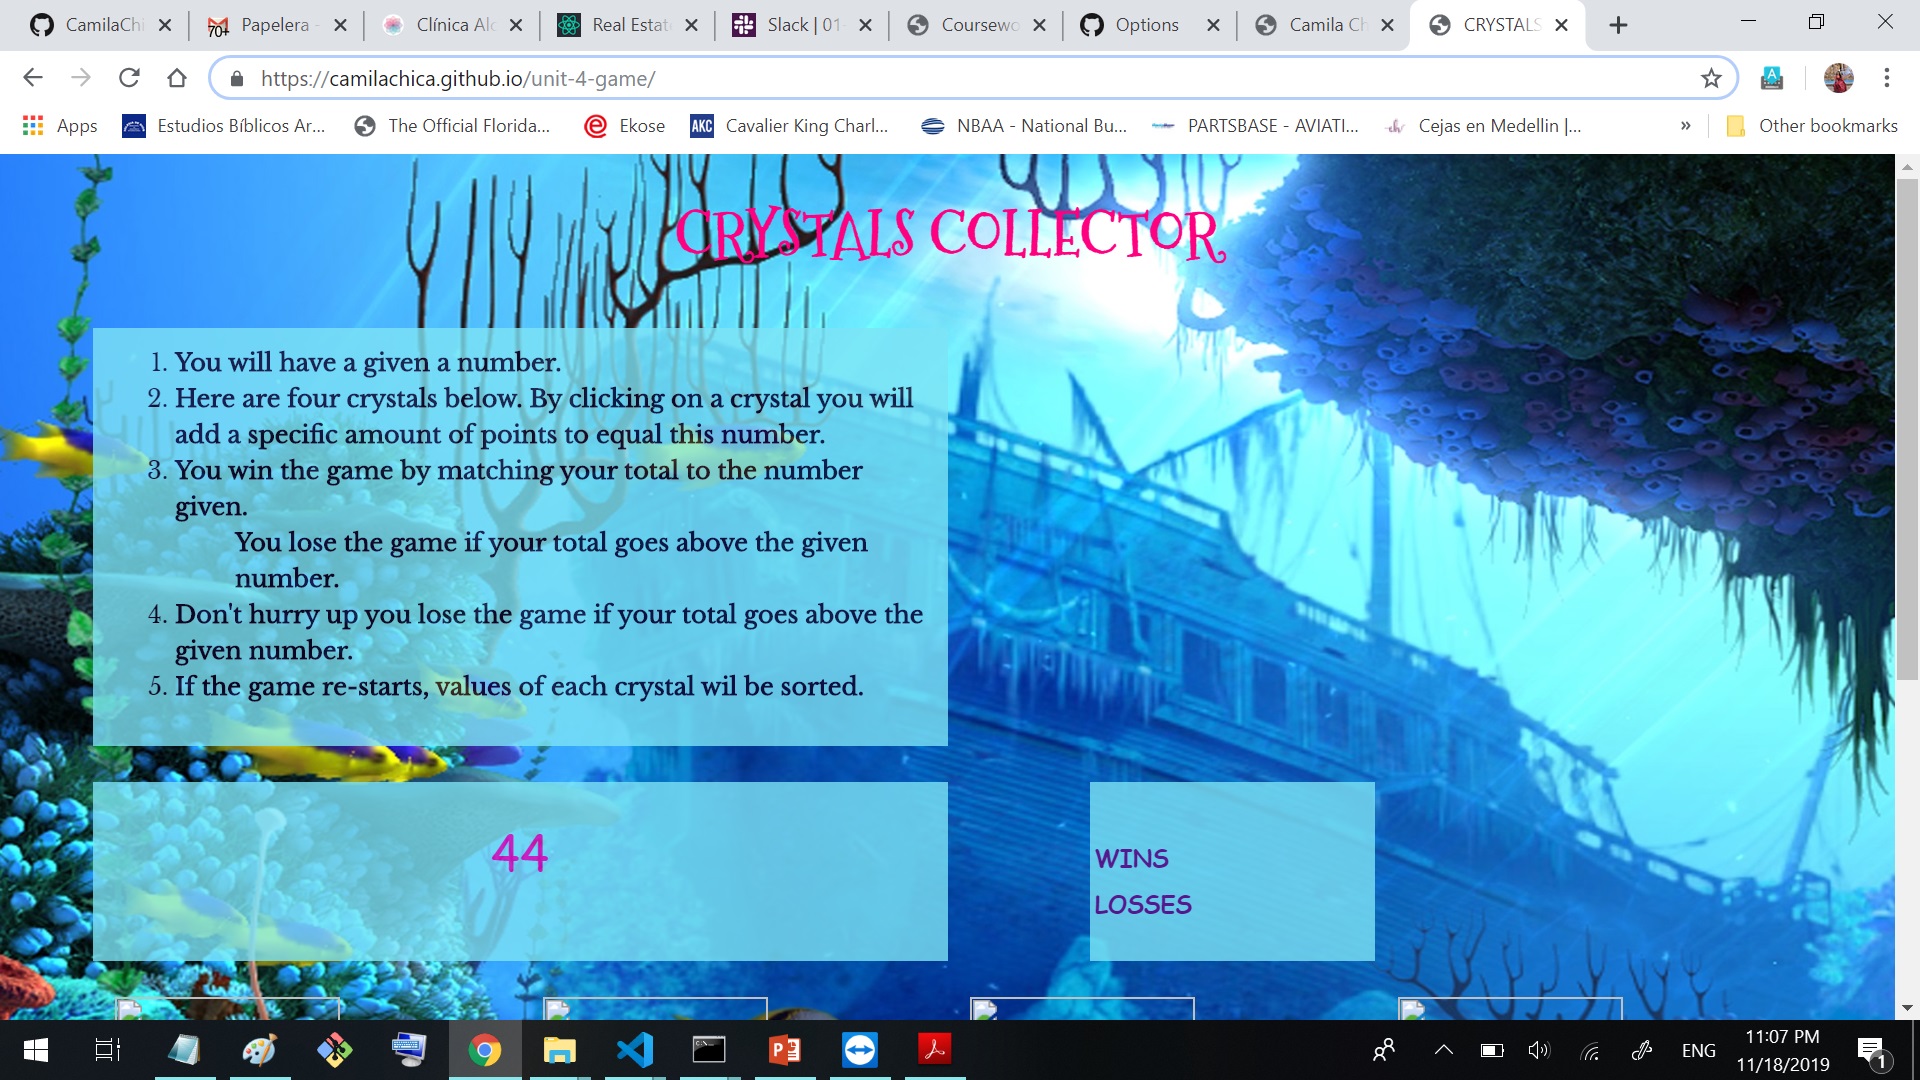 CamilaChi
Papelera -
Clínica Alc
Real Estate
Slack | 01-
Coursewo
Options
Camila Ch
CRYSTALS
https://camilachica.github.io/unit-4-game/
Apps
Estudios Bíblicos Ar...
The Official Florida...
Ekose
AKC
Cavalier King Charl...
NBAA - National Bu...
PARTSBASE - AVIATI...
Cejas en Medellin |...
»
Other bookmarks
CRYSTALS COLLECTOR
1. You will have a given a number.
2. Here are four crystals below. By clicking on a crystal you will
add a specific amount of points to equal this number.
3. You win the game by matching your total to the number
given.
You lose the game if your total goes above the given
number.
4. Don't hurry up you lose the game if your total goes above the
given number.
5. If the game re-starts, values of each crystal wil be sorted.
44
WINS
LOSSES
ENG
11:07 PM
11/18/2019
1